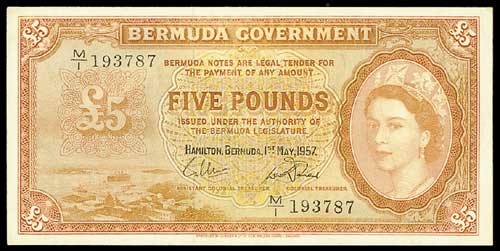 £5
£5
BERMUDA GOVERNMENT
M/1 193787
BERMUDA NOTES ARE LEGAL TENDER FOR
THE PAYMENT OF ANY AMOUNT
£5
FIVE POUNDS
ISSUED UNDER THE AUTHORITY OF
THE BERMUDA LEGISLATURE.
HAMILTON, BERMUDA, 1ST MAY, 1957.
ASSISTANT COLONIAL TREASURER
COLONIAL TREASURER
M/1 193787
£5
£5